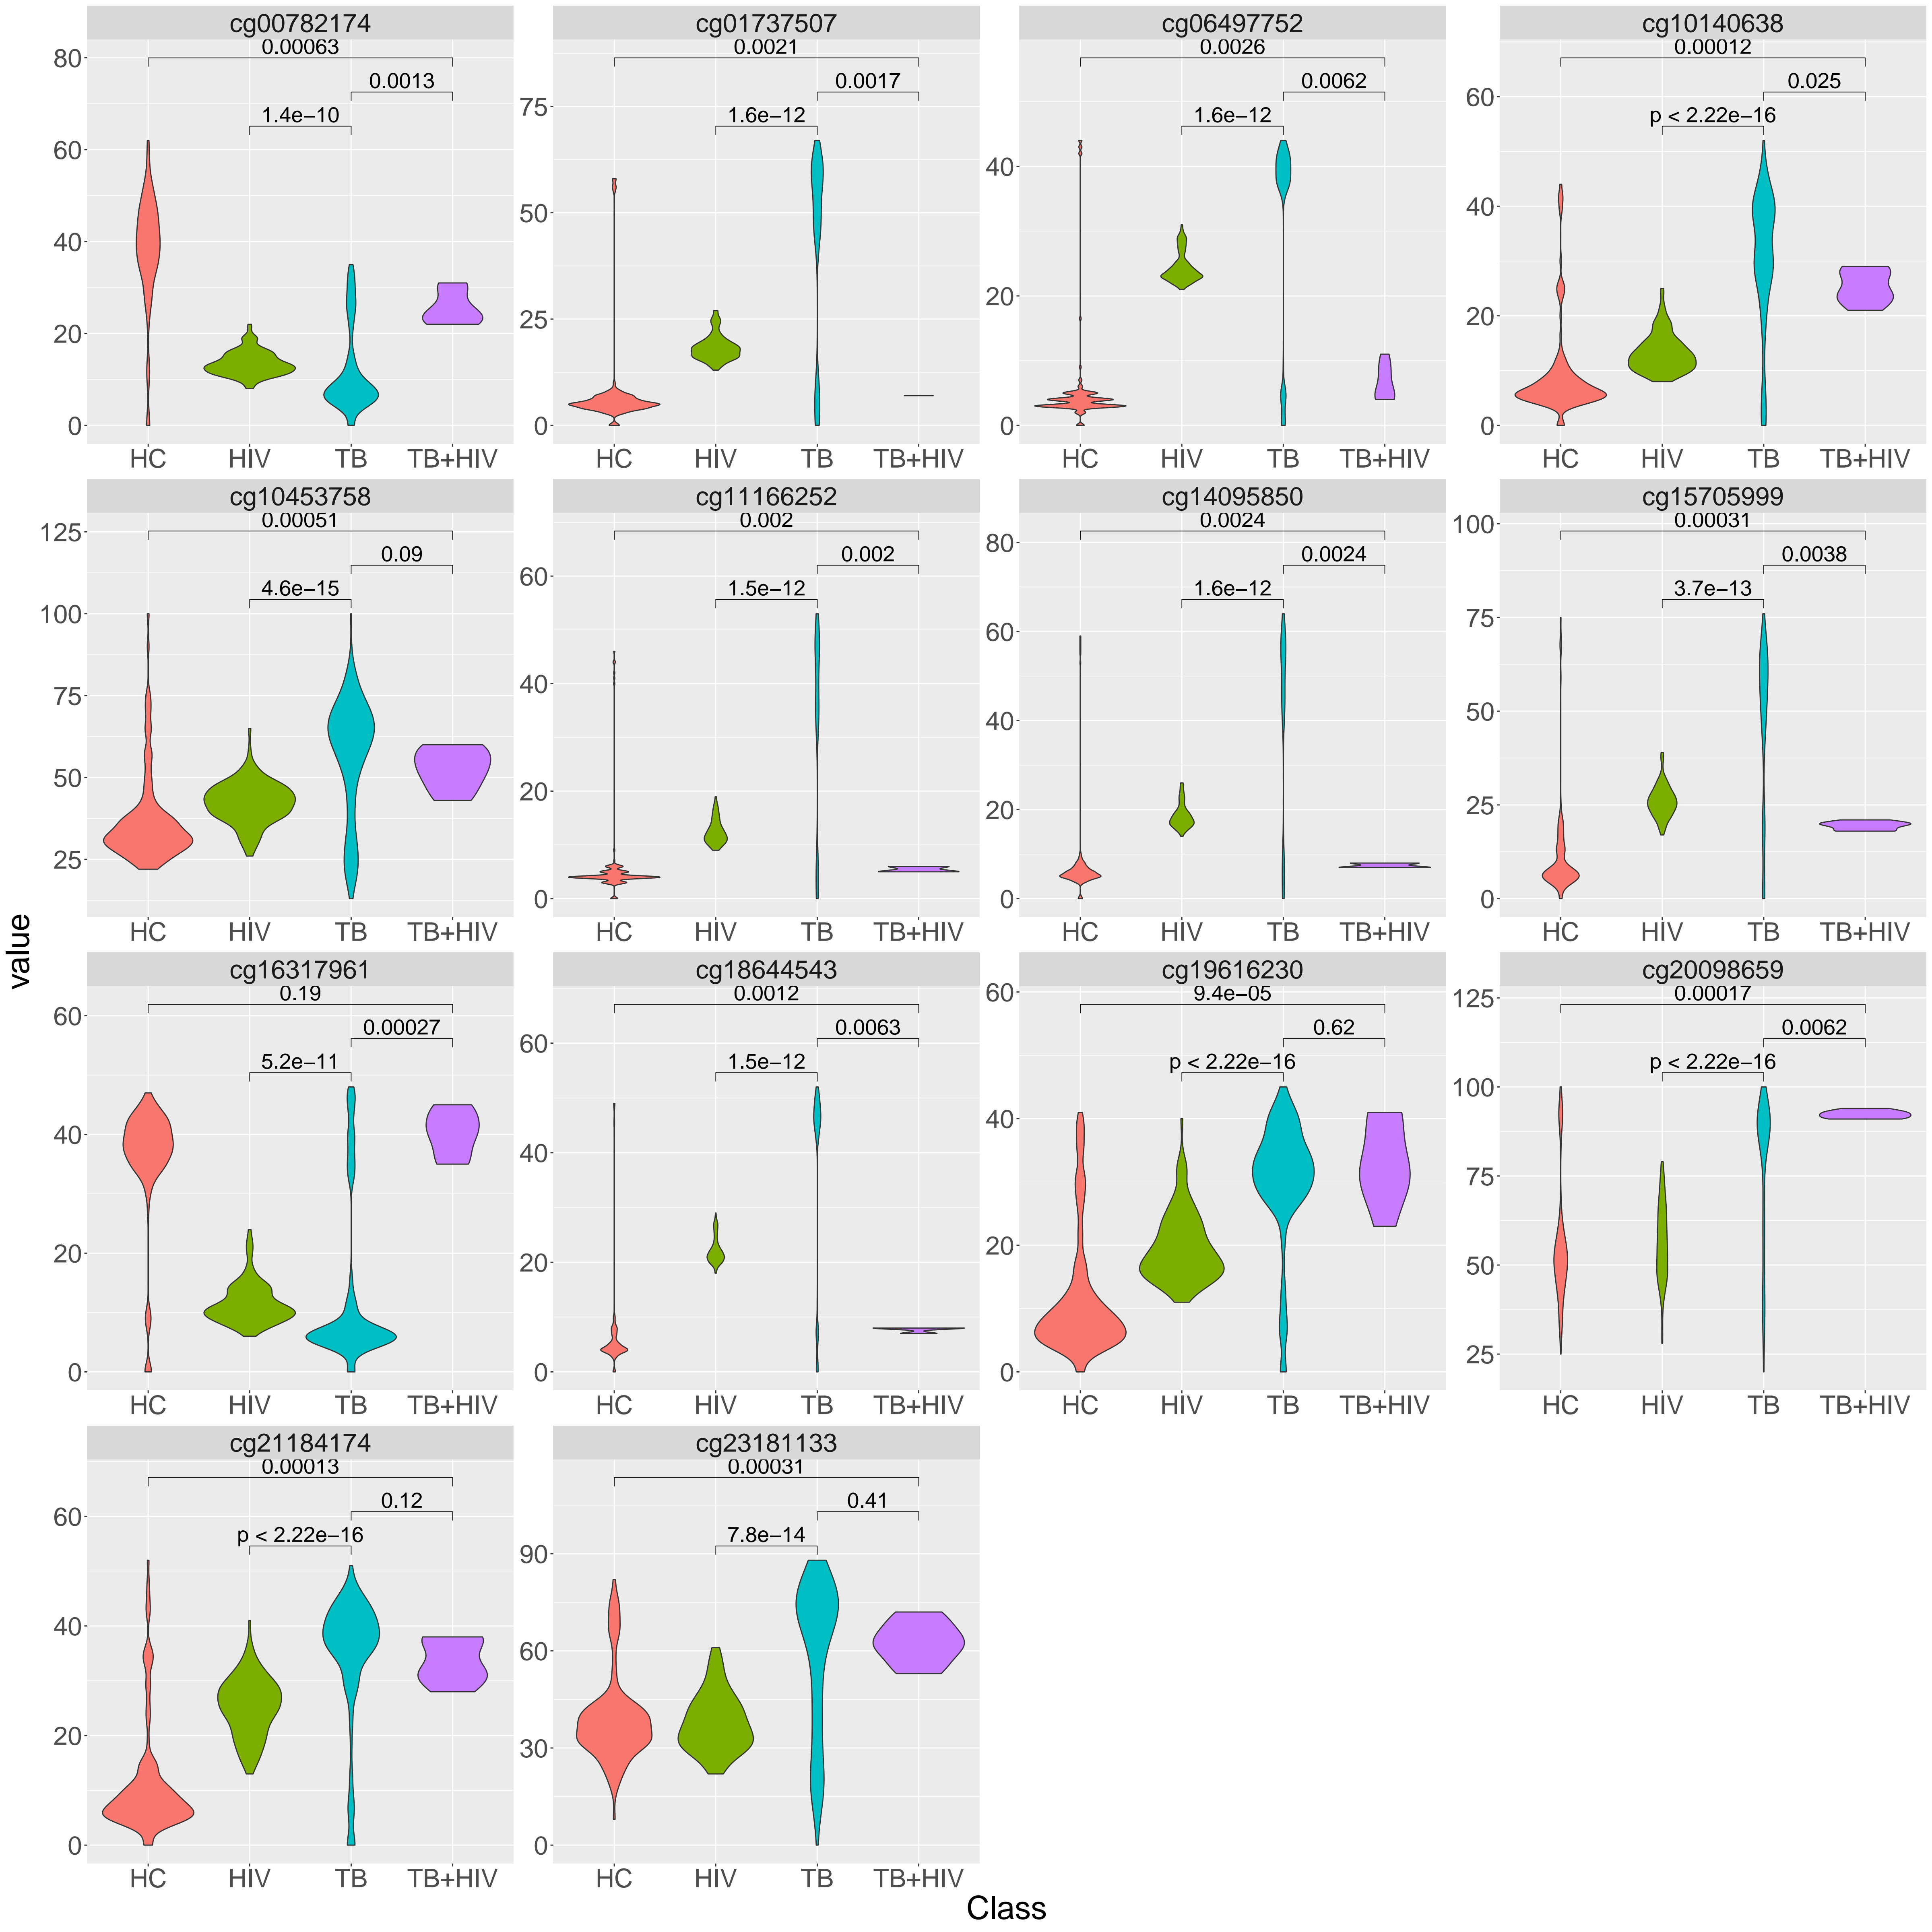 cg00782174
0.00063
0.0013
1.4e−10
80
60
40
20
0
HC HIV TB TB+HIV
cg01737507
0.0021
0.0017
1.6e−12
75
50
25
0
HC HIV TB TB+HIV
cg06497752
0.0026
0.0062
1.6e−12
40
20
0
HC HIV TB TB+HIV
cg10140638
0.00012
0.025
p < 2.22e−16
60
40
20
0
HC HIV TB TB+HIV
cg10453758
0.00051
0.09
4.6e−15
125
100
75
50
25
HC HIV TB TB+HIV
cg11166252
0.002
0.002
1.5e−12
60
40
20
0
HC HIV TB TB+HIV
cg14095850
0.0024
0.0024
1.6e−12
80
60
40
20
0
HC HIV TB TB+HIV
cg15705999
0.00031
0.0038
3.7e−13
100
75
50
25
0
HC HIV TB TB+HIV
value
cg16317961
0.19
0.00027
5.2e−11
60
40
20
0
HC HIV TB TB+HIV
cg18644543
0.0012
0.0063
1.5e−12
60
40
20
0
HC HIV TB TB+HIV
cg19616230
9.4e−05
0.62
p < 2.22e−16
60
40
20
0
HC HIV TB TB+HIV
cg20098659
0.00017
0.0062
p < 2.22e−16
125
100
75
50
25
HC HIV TB TB+HIV
cg21184174
0.00013
0.12
p < 2.22e−16
60
40
20
0
HC HIV TB TB+HIV
cg23181133
0.00031
0.41
7.8e−14
90
60
30
0
HC HIV TB TB+HIV
Class